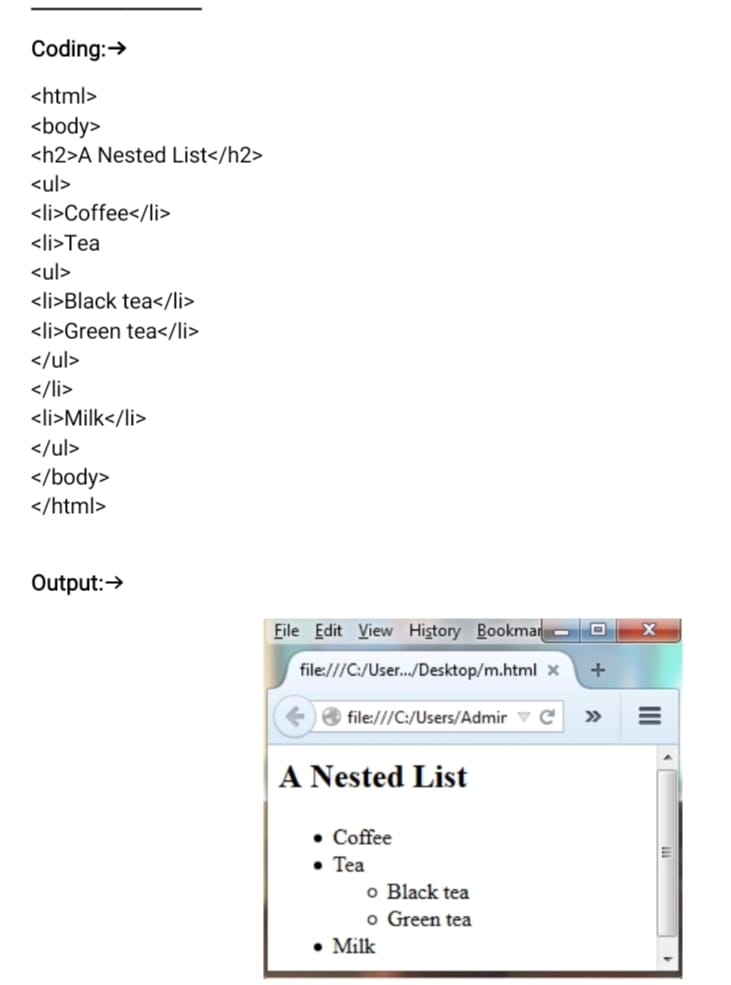 Coding:→
<html>
<body>
<h2>A Nested List</h2>
<ul>
<li>Coffee</li>
<li>Tea
<ul>
<li>Black tea</li>
<li>Green tea</li>
</ul>
</li>
<li>Milk</li>
</ul>
</body>
</html>
Output:→
File Edit View History Bookmar
file:///C:/User.../Desktop/m.html
file:///C:/Users/Admir
A Nested List
• Coffee
• Tea
○ Black tea
○ Green tea
• Milk